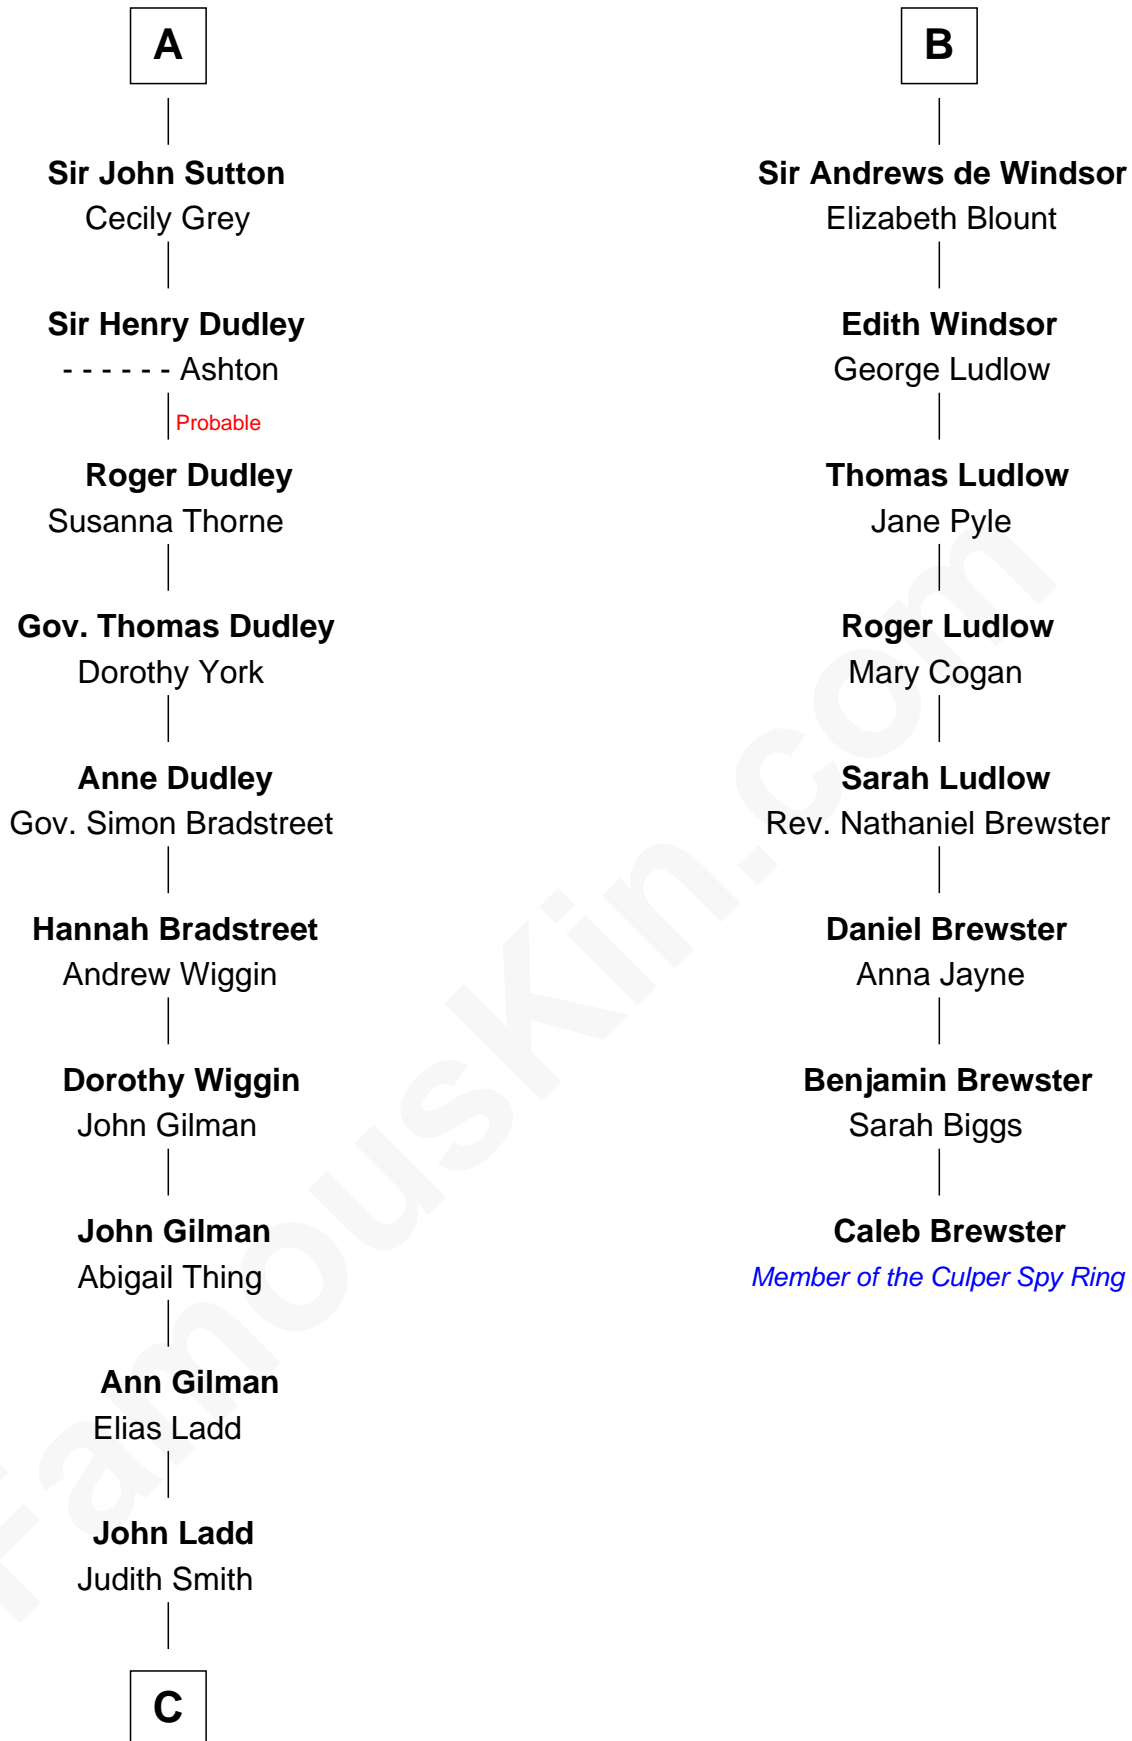 A
Sir John Sutton
Cecily Grey
Sir Henry Dudley
- - - - - - Ashton
Probable
Roger Dudley
Susanna Thorne
Gov. Thomas Dudley
Dorothy York
Anne Dudley
Gov. Simon Bradstreet
Hannah Bradstreet
Andrew Wiggin
Dorothy Wiggin
John Gilman
John Gilman
Abigail Thing
Ann Gilman
Elias Ladd
John Ladd
Judith Smith
C
B
Sir Andrews de Windsor
Elizabeth Blount
Edith Windsor
George Ludlow
Thomas Ludlow
Jane Pyle
Roger Ludlow
Mary Cogan
Sarah Ludlow
Rev. Nathaniel Brewster
Daniel Brewster
Anna Jayne
Benjamin Brewster
Sarah Biggs
Caleb Brewster
Member of the Culper Spy Ring
FamousKin.com